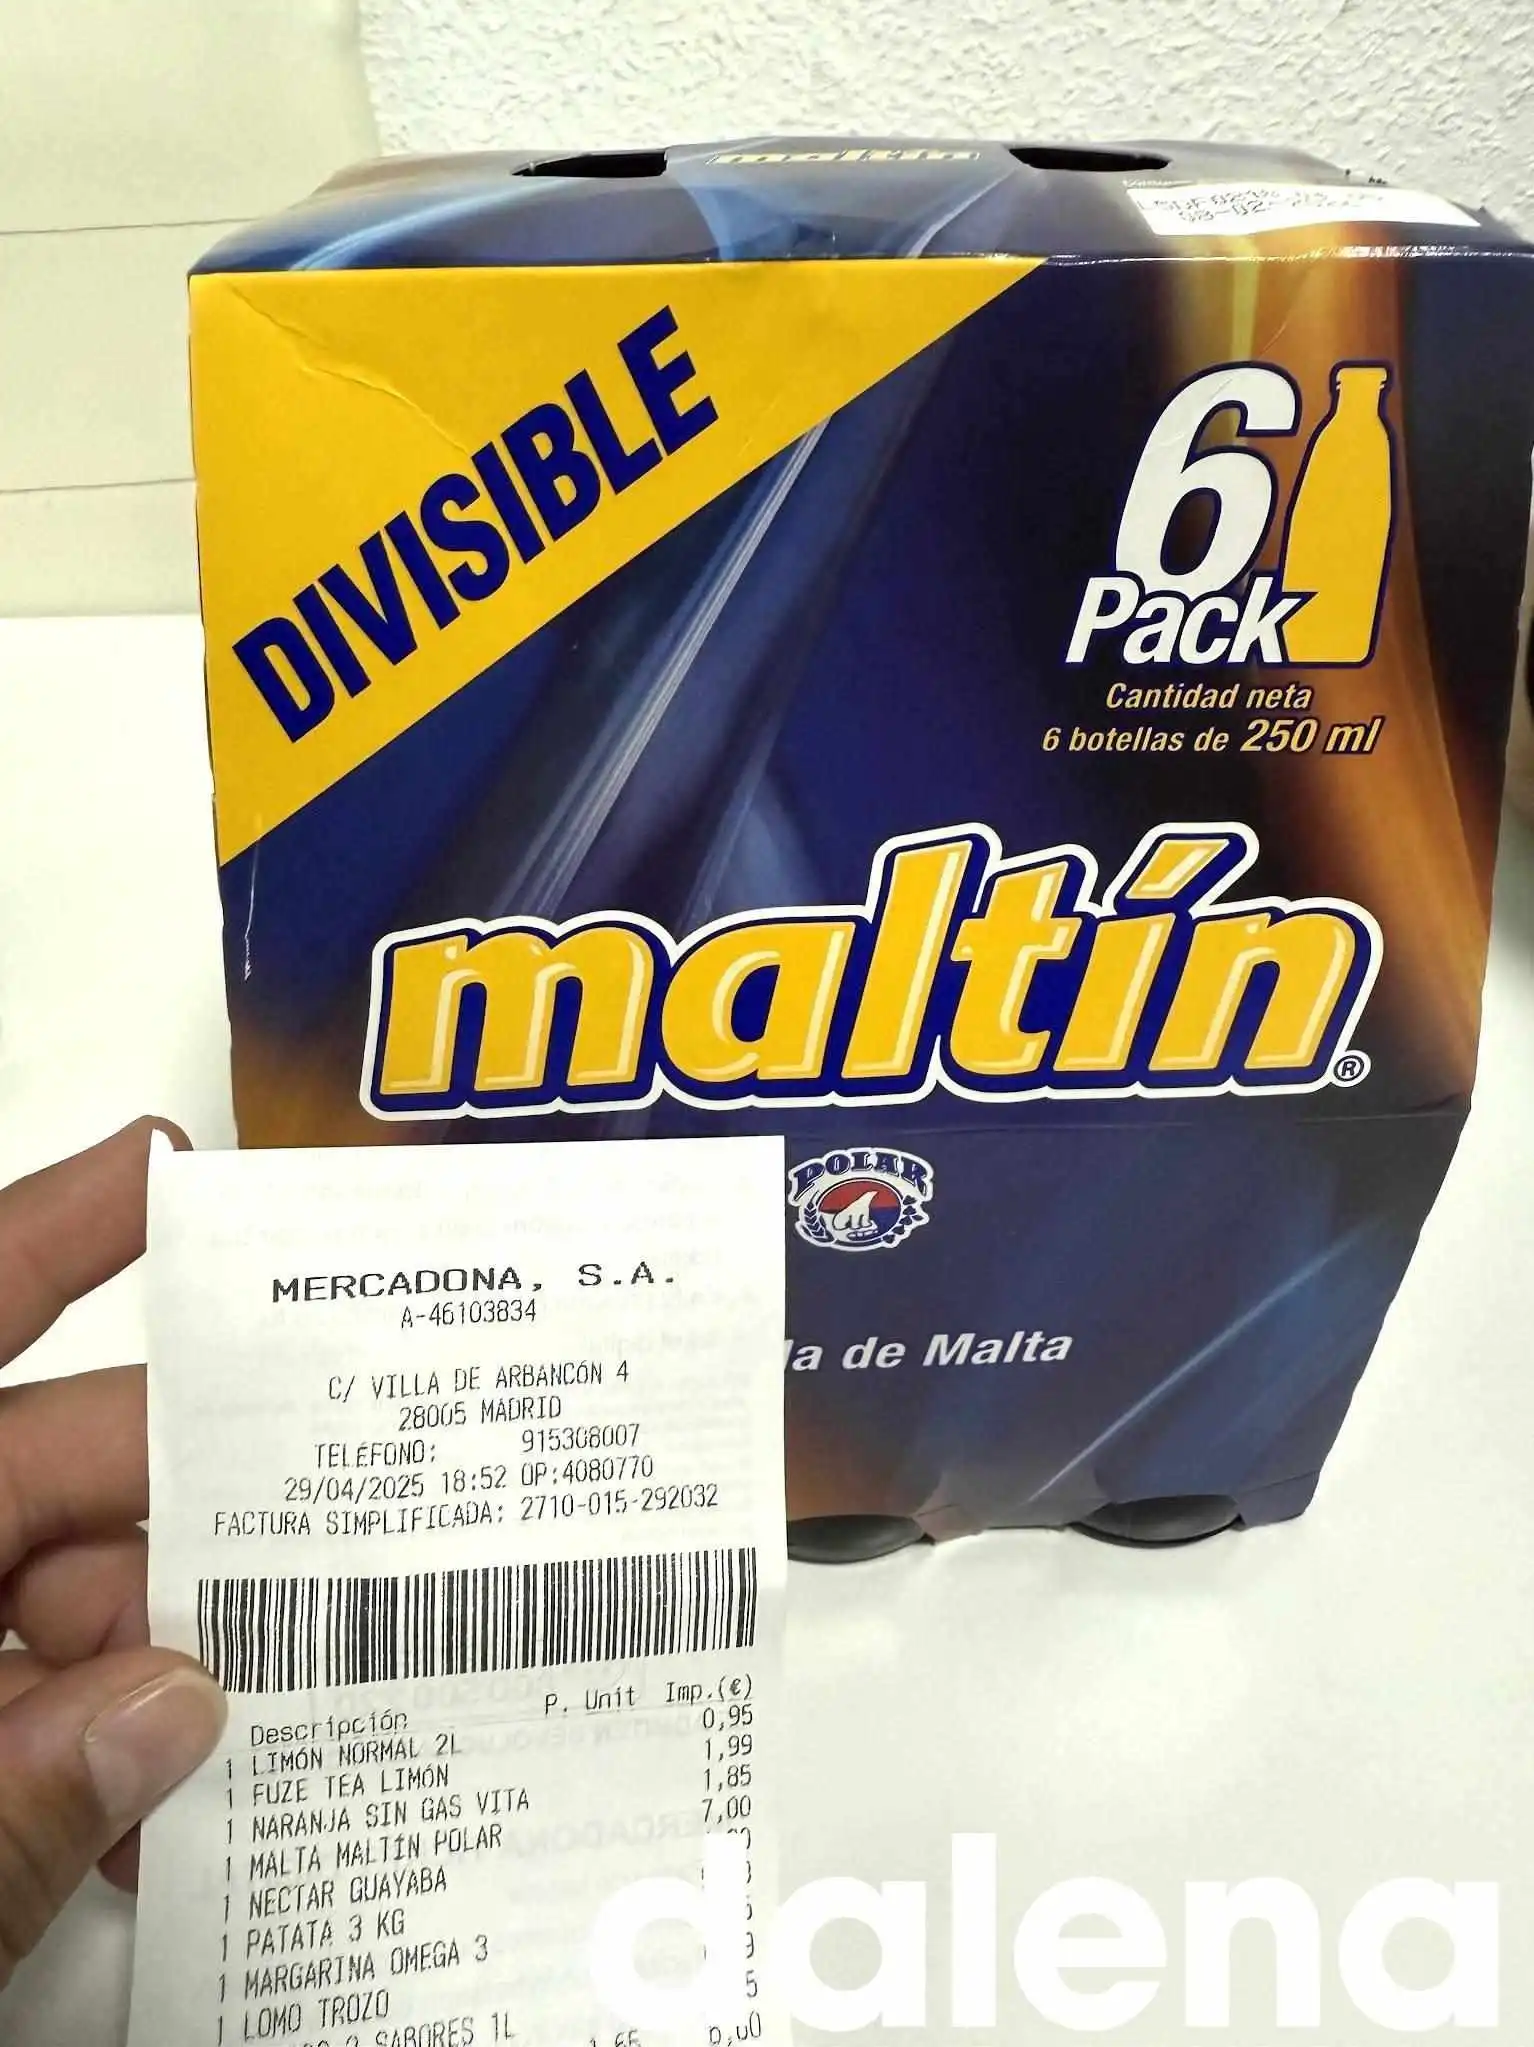 maltín
DIVISIBLE
6
Pack
Cantidad neta
6 botellas de 250 ml
maltín®
POLAR
de Malta
MERCADONA, S.A.
A-46103834
C/ VILLA DE ARBANCÓN 4
28005 MADRID
TELÉFONO: 915308007
29/04/2025 18:52 OP:4080770
FACTURA SIMPLIFICADA: 2710-015-292032
Descripción P. Unit Imp.(€)
1 LIMÓN NORMAL 2L 0,95
1 FUZE TEA LIMÓN 1,99
1 NARANJA SIN GAS VITA 1,85
1 MALTA MALTÍN POLAR 7,00
1 NECTAR GUAYABA
1 PATATA 3 KG
1 MARGARINA OMEGA 3
1 LOMO TROZO
SABORES 1L
dalena